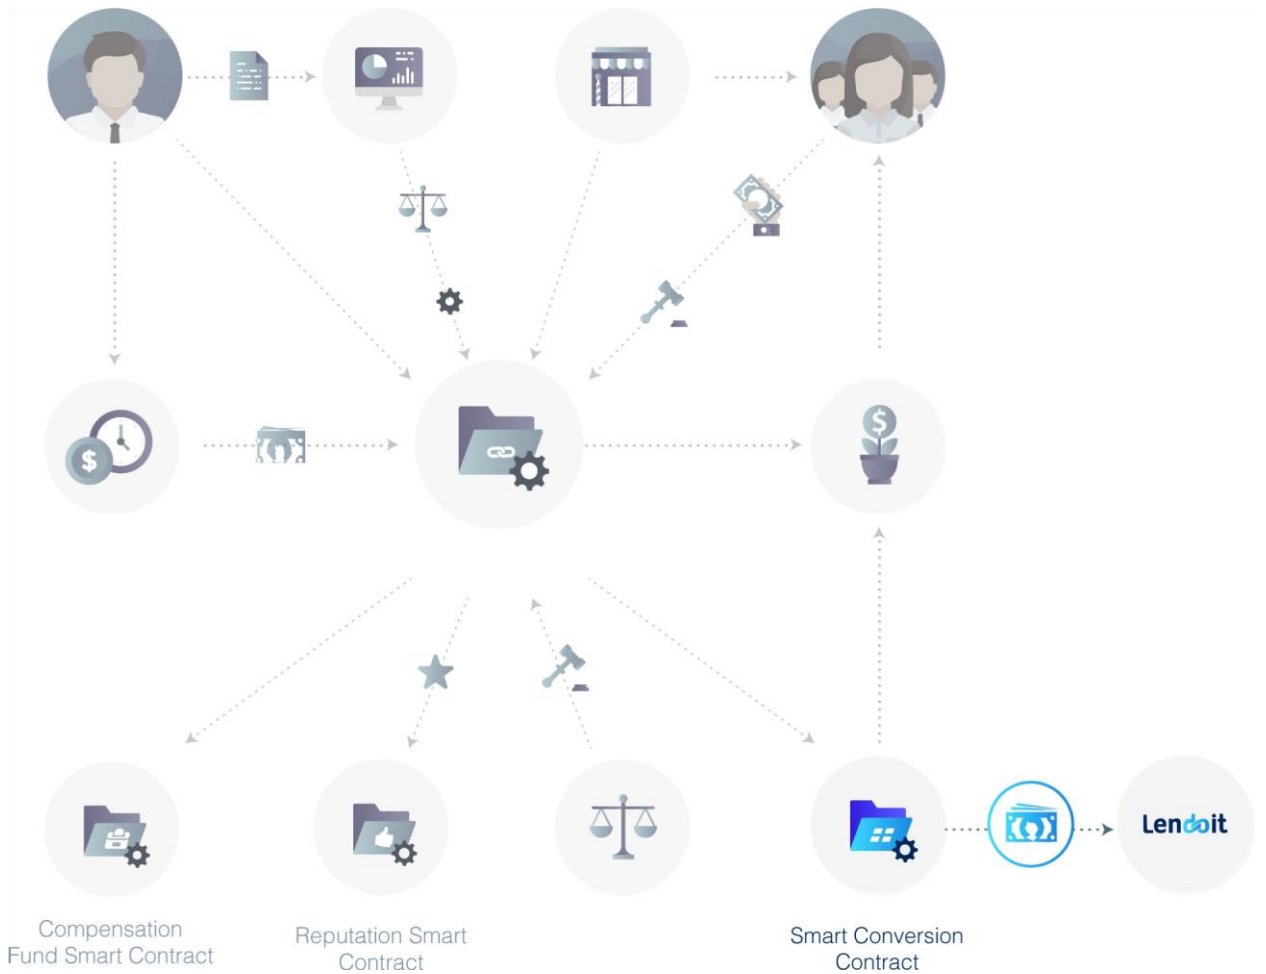 Lendoit
Compensation
Fund Smart Contract
Reputation Smart
Contract
Smart Conversion
Contract